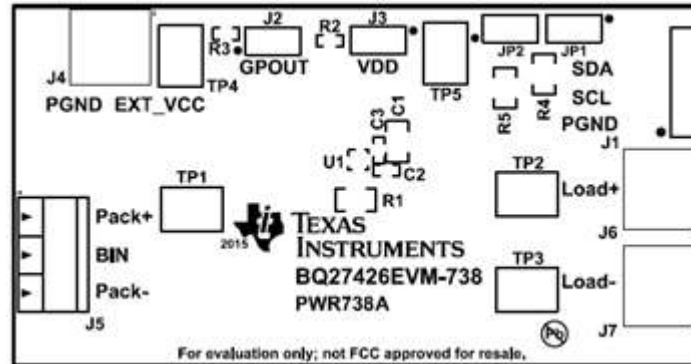 J2
J3
R3
R2
JP2
JP1
GPOUT
VDD
J4
TP4
TP5
PGND EXT_VCC
SDA
SCL
PGND
R5
R4
J1
C3
C1
U1
C2
R1
TP1
TP2
Load+
J6
Pack+
BIN
Pack-
J5
2015
TEXAS
INSTRUMENTS
BQ27426EVM-738
PWR738A
TP3
Load-
J7
Pb
For evaluation only; not FCC approved for resale.